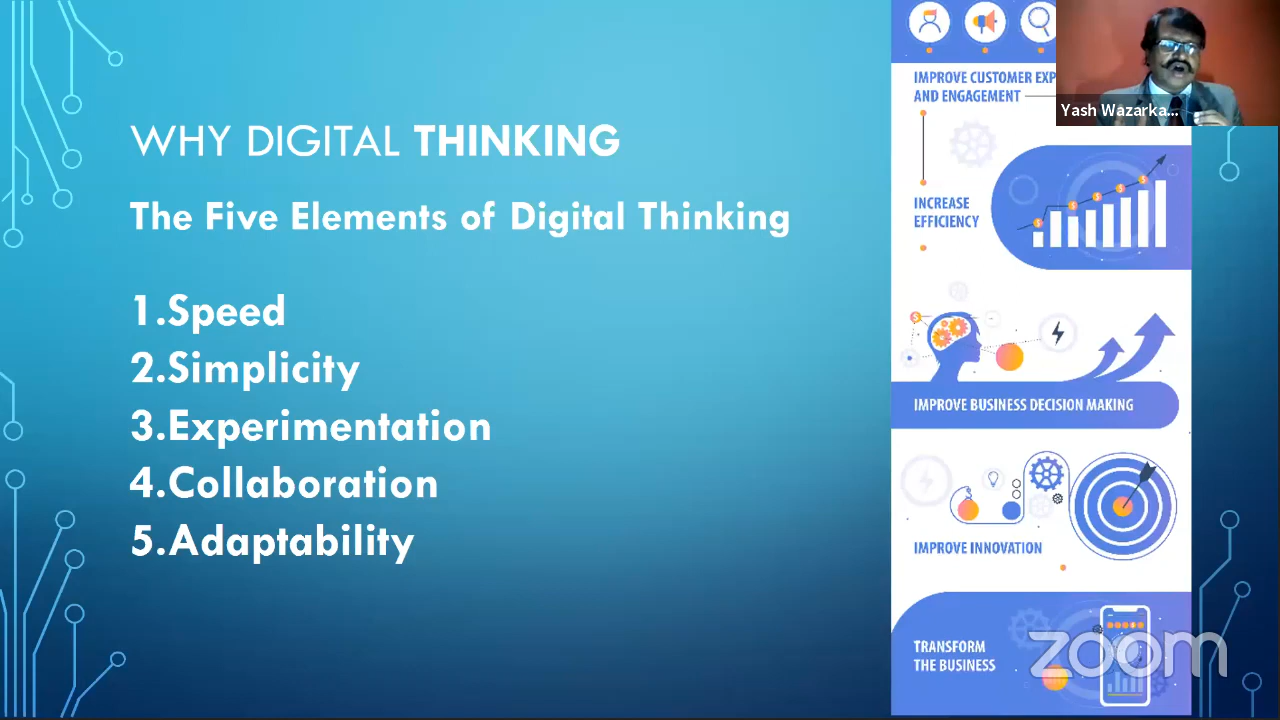 WHY DIGITAL THINKING
The Five Elements of Digital Thinking
1.Speed
2.Simplicity
3.Experimentation
4.Collaboration
5.Adaptability
IMPROVE CUSTOMER EXP
AND ENGAGEMENT
INCREASE
EFFICIENCY
IMPROVE BUSINESS DECISION MAKING
IMPROVE INNOVATION
TRANSFORM
THE BUSINESS
Yash Wazarka...
zoom